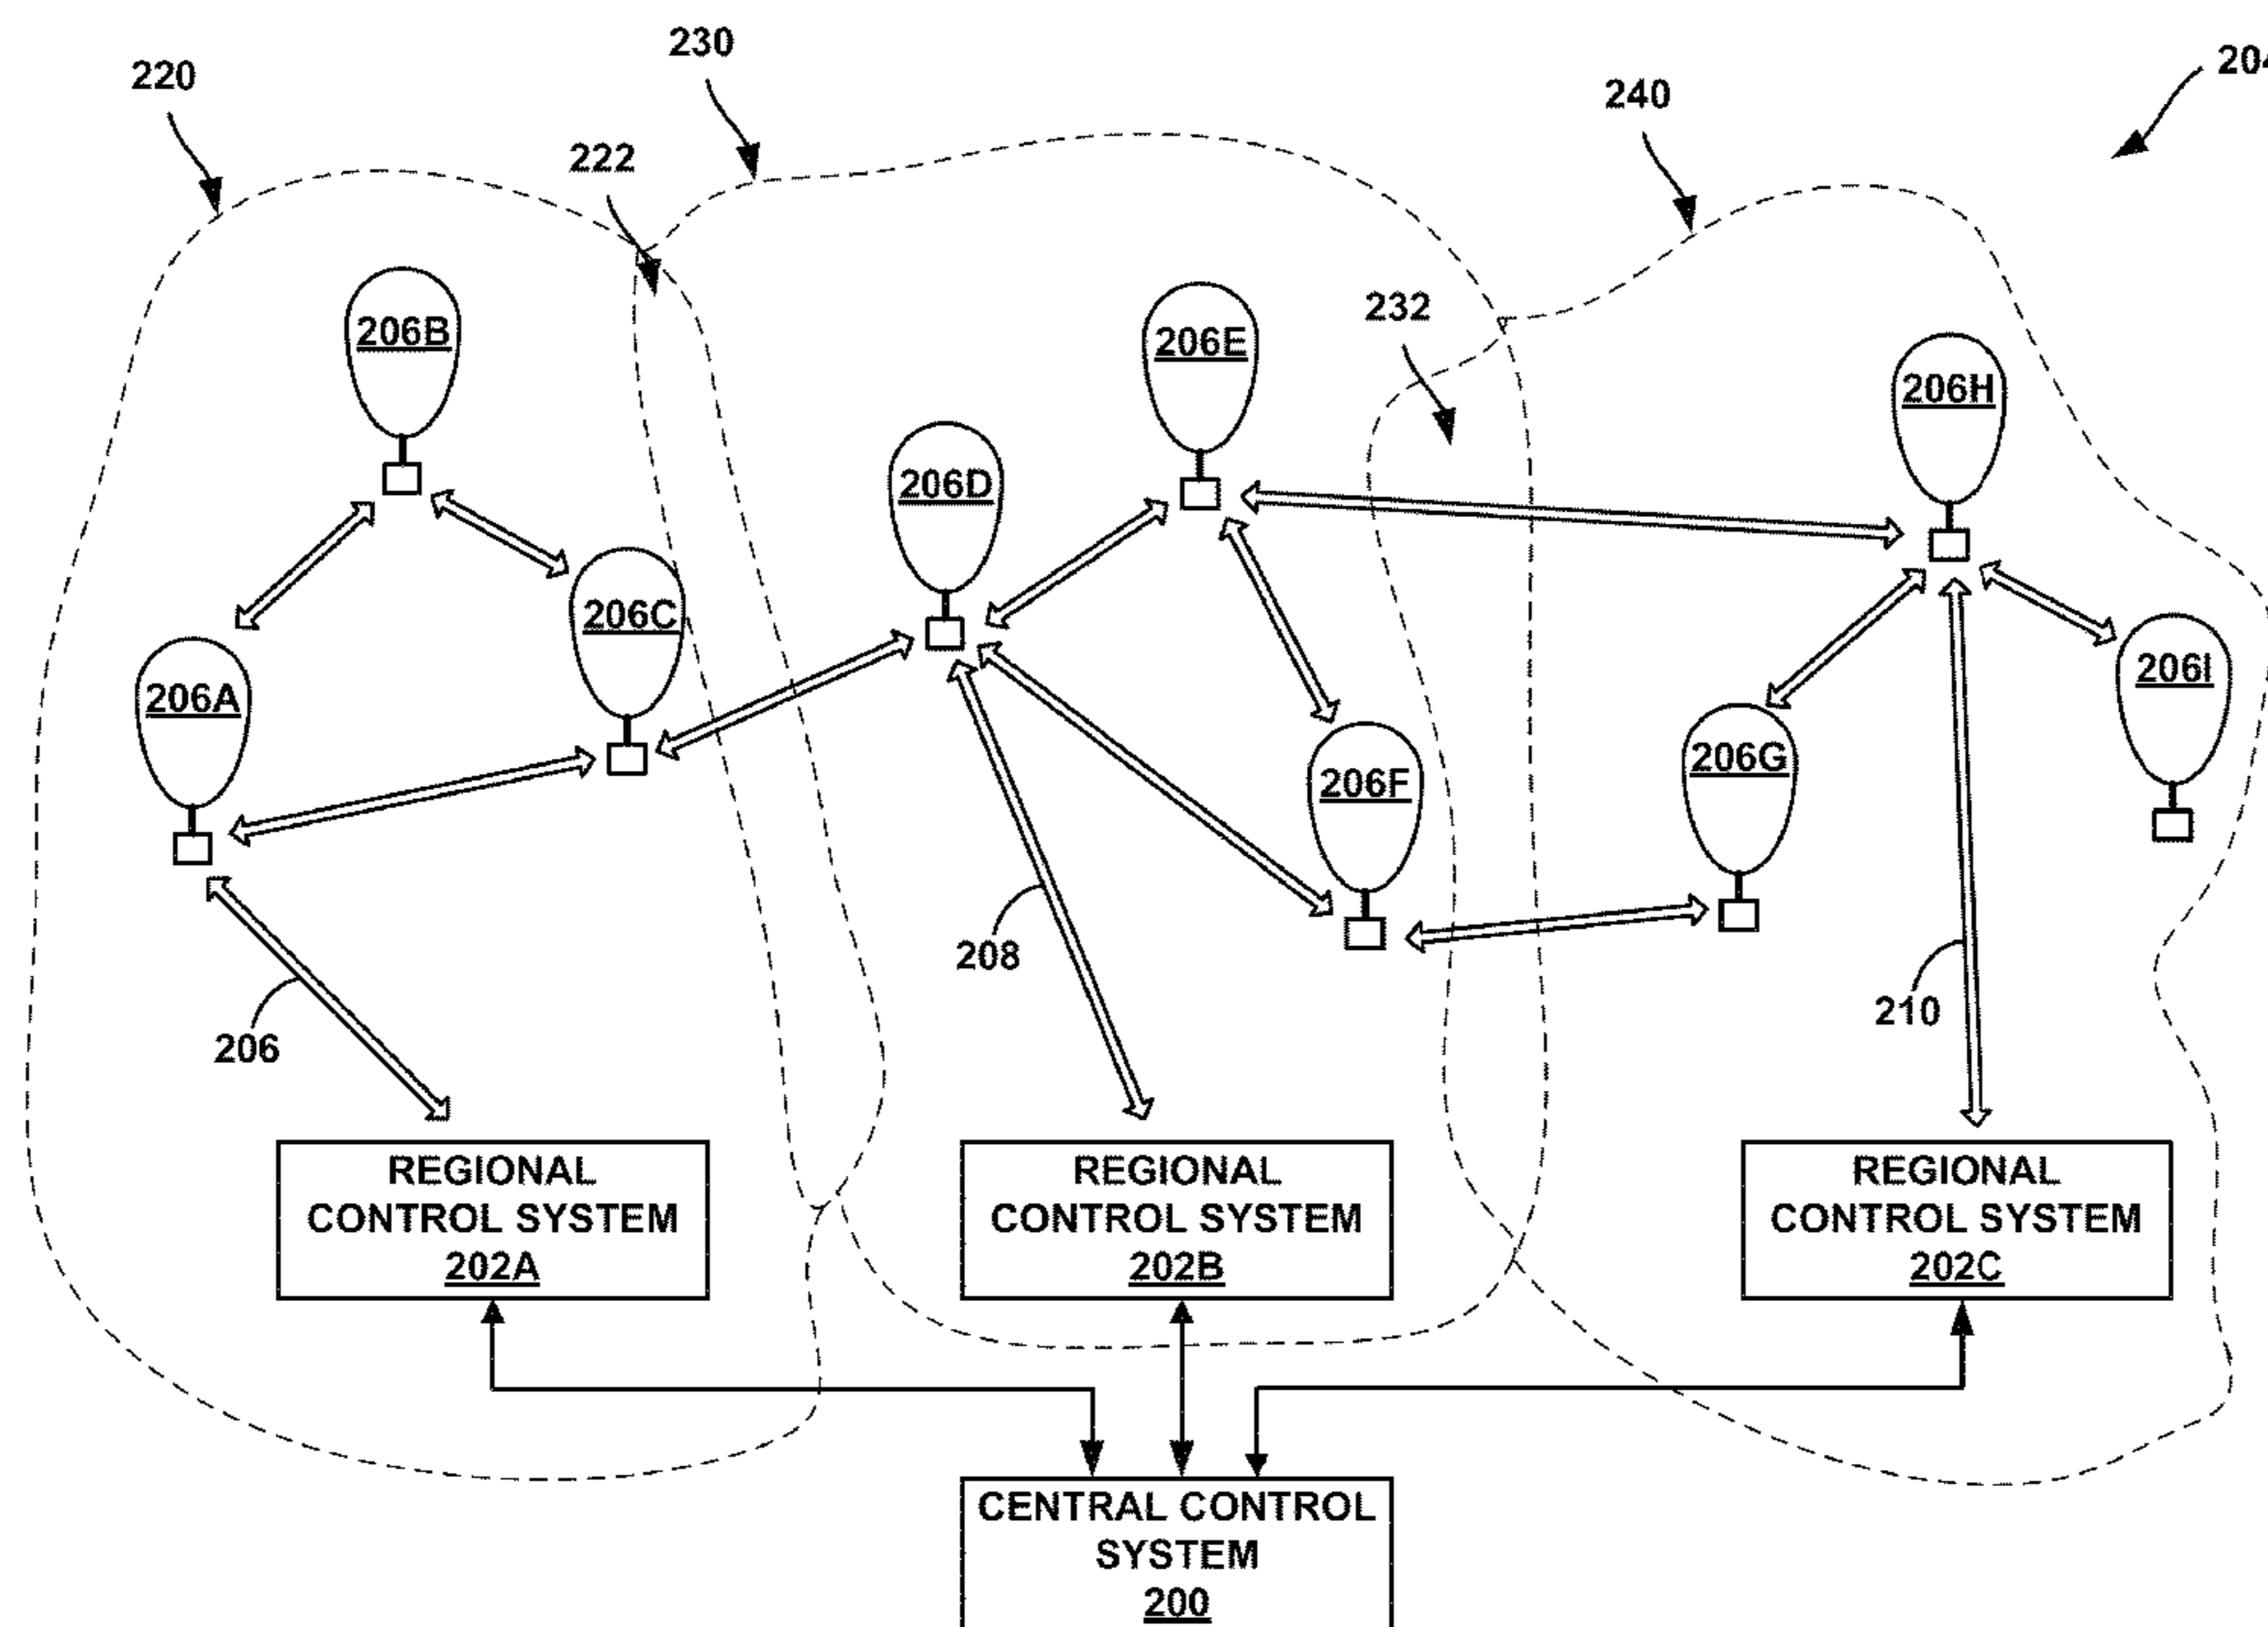 230
220
204
240
222
232
206B
206E
206H
206D
206C
206I
206A
206G
206F
208
210
206
REGIONAL
CONTROL SYSTEM
202A
REGIONAL
CONTROL SYSTEM
202B
REGIONAL
CONTROL SYSTEM
202C
CENTRAL CONTROL
SYSTEM
200